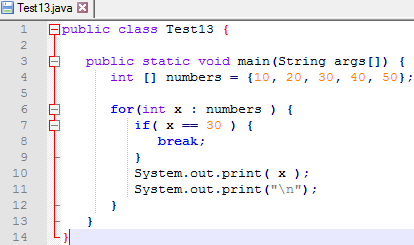 Test13.java
1 public class Test13 {
2
3    public static void main(String args[]) {
4       int [] numbers = {10, 20, 30, 40, 50};
5
6       for(int x : numbers ) {
7          if( x == 30 ) {
8             break;
9          }
10          System.out.print( x );
11          System.out.print("\n");
12       }
13    }
14 }